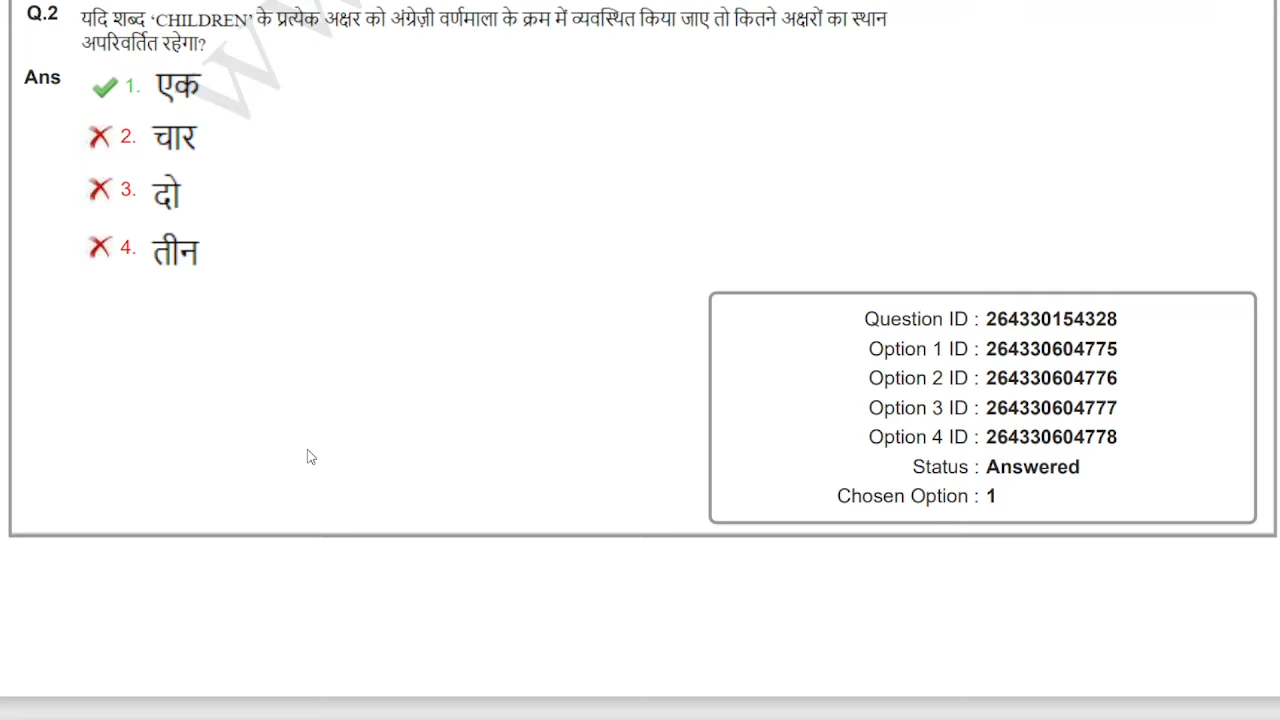 Q.2 यदि शब्द ‘CHILDREN’ के प्रत्येक अक्षर को अंग्रेज़ी वर्णमाला के क्रम में व्यवस्थित किया जाए तो कितने अक्षरों का स्थान
अपरिवर्तित रहेगा?
Ans 1. एक
2. चार
3. दो
4. तीन
Question ID : 264330154328
Option 1 ID : 264330604775
Option 2 ID : 264330604776
Option 3 ID : 264330604777
Option 4 ID : 264330604778
Status : Answered
Chosen Option : 1